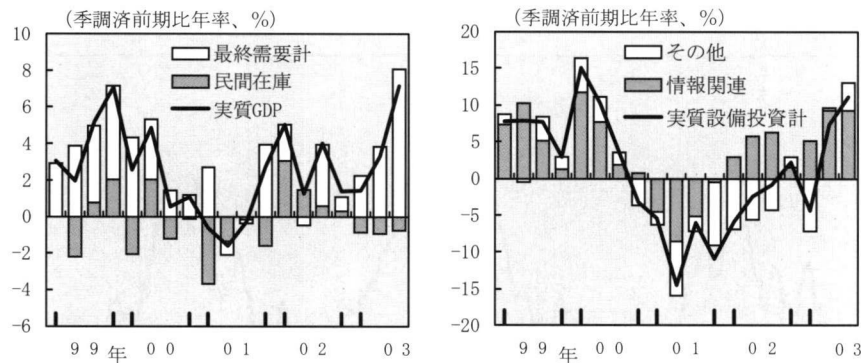 （季調済前期比年率、%）
最終需要計
民間在庫
実質GDP
10
8
6
4
2
0
-2
-4
-6
99年 00 01 02 03
（季調済前期比年率、%）
その他
情報関連
実質設備投資計
20
15
10
5
0
-5
-10
-15
-20
99年 00 01 02 03